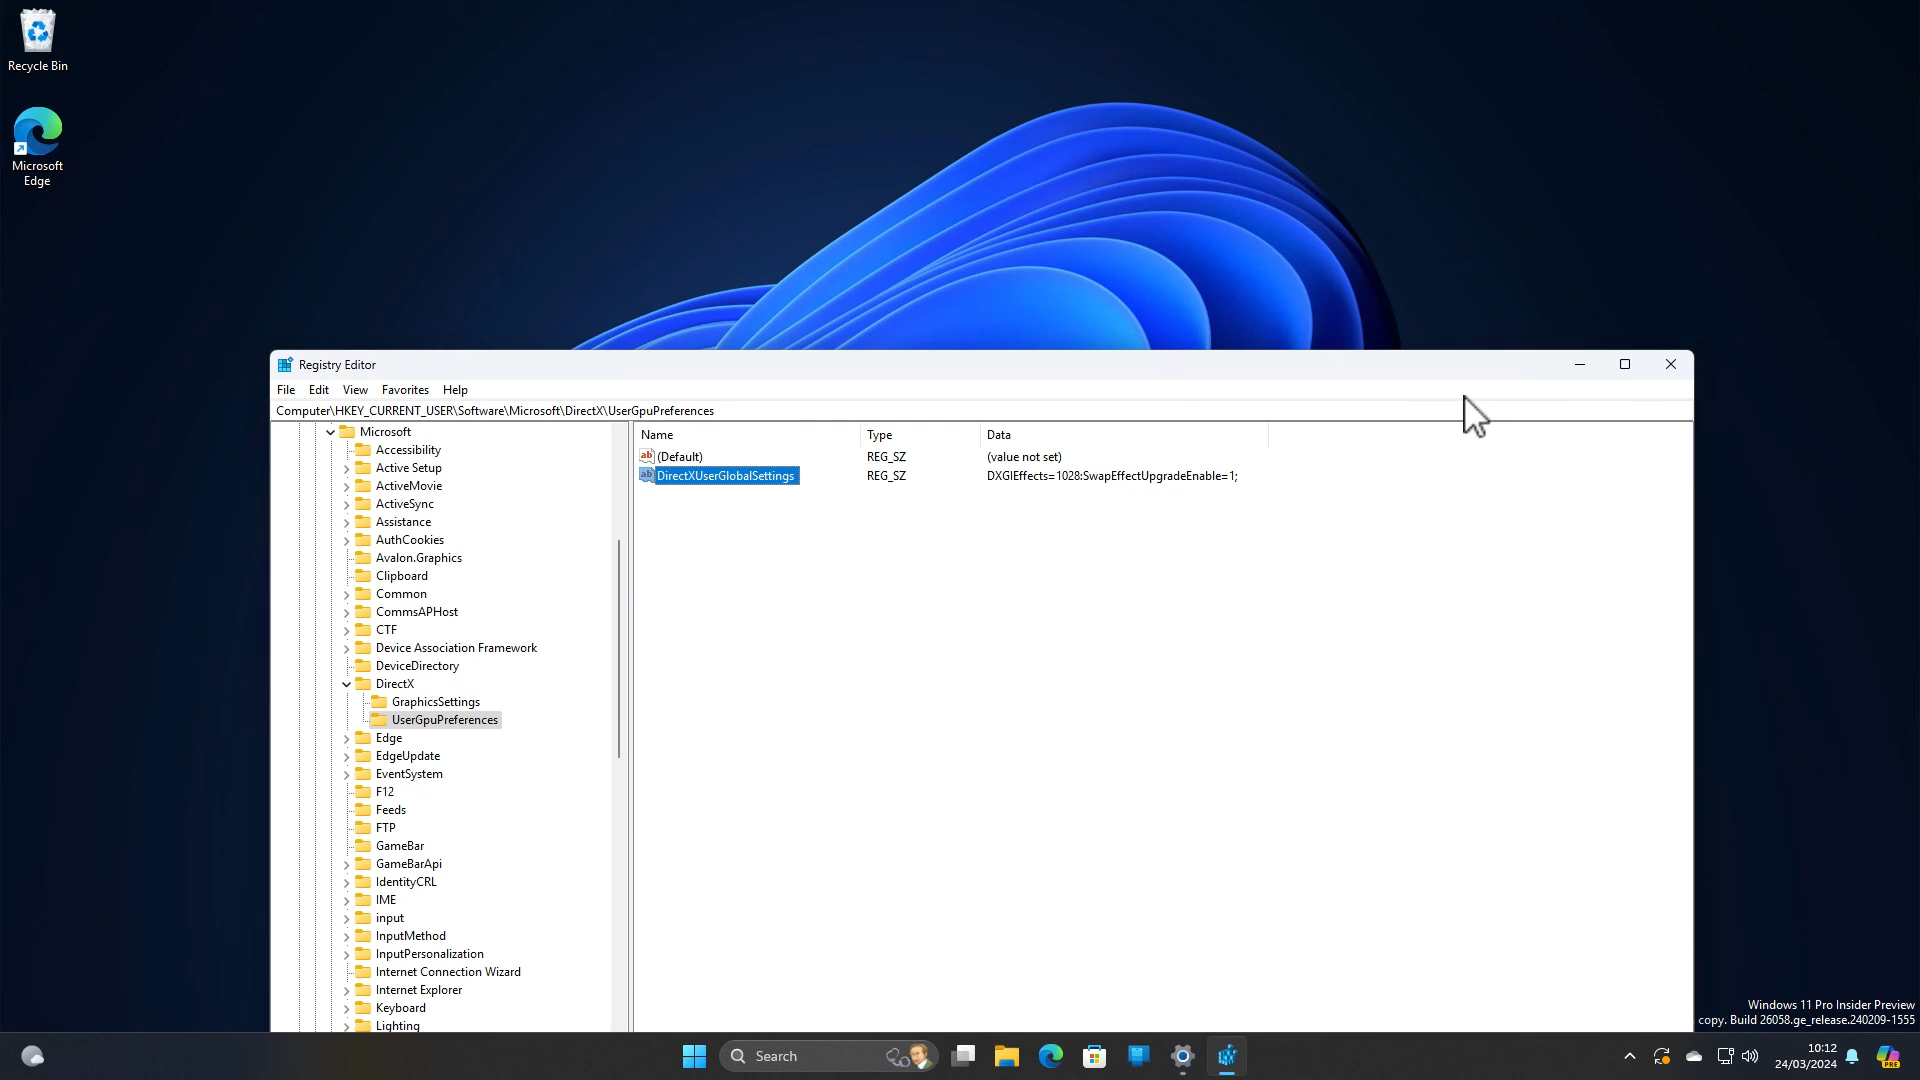 Recycle Bin
Microsoft
Edge
Registry Editor
File Edit View Favorites Help
Computer\HKEY_CURRENT_USER\Software\Microsoft\DirectX\UserGpuPreferences
Microsoft
Accessibility
Active Setup
ActiveMovie
ActiveSync
Assistance
AuthCookies
Avalon.Graphics
Clipboard
Common
CommsAPHost
CTF
Device Association Framework
DeviceDirectory
DirectX
GraphicsSettings
UserGpuPreferences
Edge
EdgeUpdate
EventSystem
F12
Feeds
FTP
GameBar
GameBarApi
IdentityCRL
IME
input
InputMethod
InputPersonalization
Internet Connection Wizard
Internet Explorer
Keyboard
Lighting
Name Type Data
ab (Default) REG_SZ (value not set)
ab DirectXUserGlobalSettings REG_SZ DXGIEffects=1028:SwapEffectUpgradeEnable=1;
Windows 11 Pro Insider Preview
copy. Build 26058.ge_release.240209-1555
Search
10:12
24/03/2024
PRE